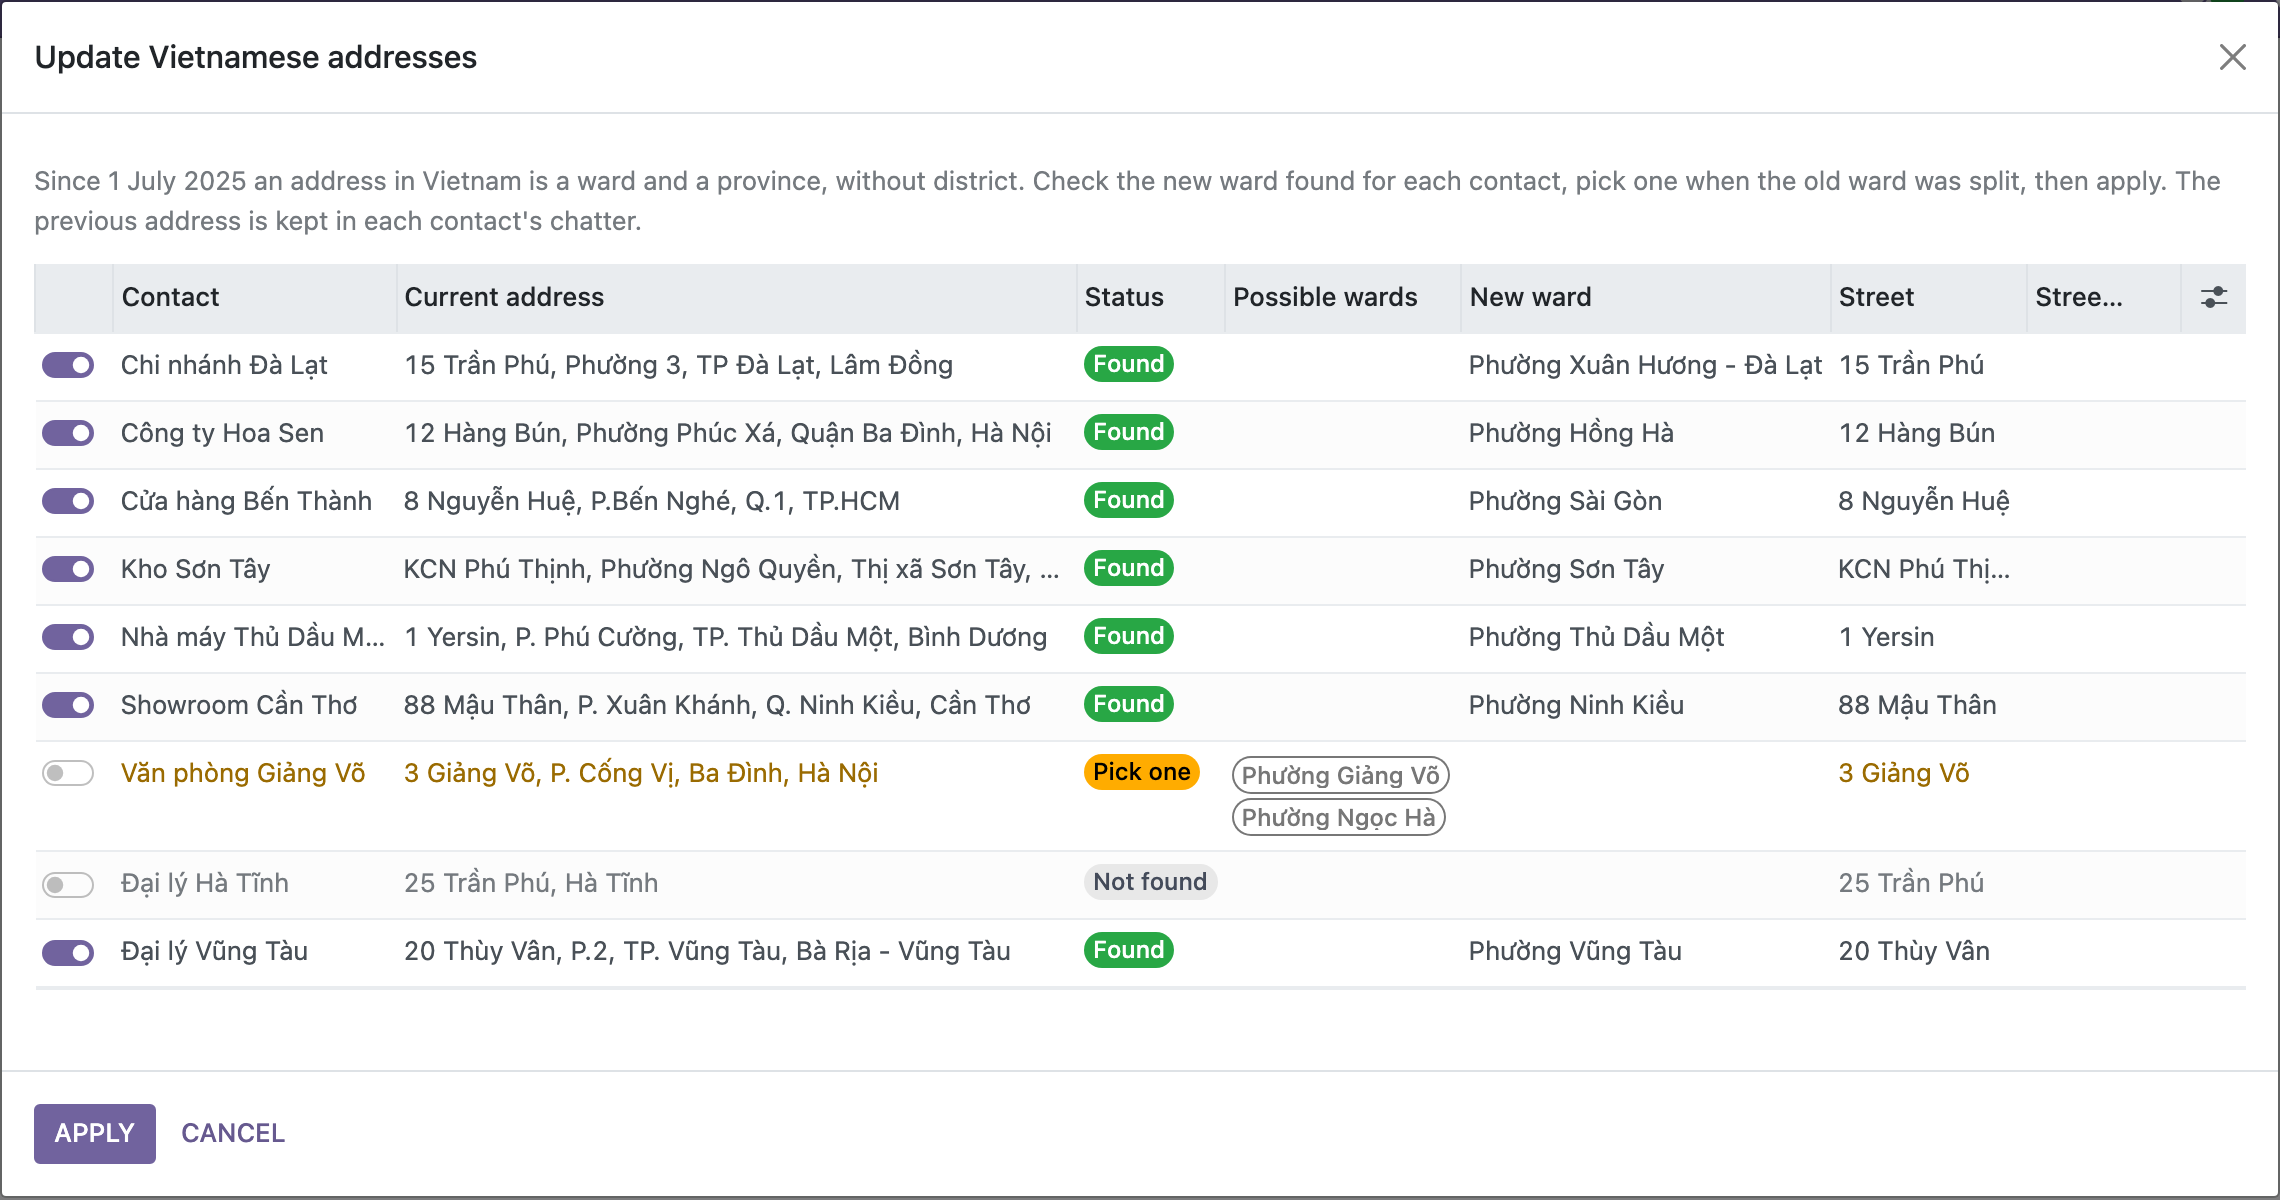 Update Vietnamese addresses
Since 1 July 2025 an address in Vietnam is a ward and a province, without district. Check the new ward found for each contact, pick one when the old ward was split, then apply. The
previous address is kept in each contact's chatter.
Contact Current address Status Possible wards New ward Street Stree...
Chi nhánh Đà Lạt 15 Trần Phú, Phường 3, TP Đà Lạt, Lâm Đồng Found Phường Xuân Hương - Đà Lạt 15 Trần Phú
Công ty Hoa Sen 12 Hàng Bún, Phường Phúc Xá, Quận Ba Đình, Hà Nội Found Phường Hồng Hà 12 Hàng Bún
Cửa hàng Bến Thành 8 Nguyễn Huệ, P.Bến Nghé, Q.1, TP.HCM Found Phường Sài Gòn 8 Nguyễn Huệ
Kho Sơn Tây KCN Phú Thịnh, Phường Ngô Quyền, Thị xã Sơn Tây, ... Found Phường Sơn Tây KCN Phú Thị...
Nhà máy Thủ Dầu M... 1 Yersin, P. Phú Cường, TP. Thủ Dầu Một, Bình Dương Found Phường Thủ Dầu Một 1 Yersin
Showroom Cần Thơ 88 Mậu Thân, P. Xuân Khánh, Q. Ninh Kiều, Cần Thơ Found Phường Ninh Kiều 88 Mậu Thân
Văn phòng Giảng Võ 3 Giảng Võ, P. Cống Vị, Ba Đình, Hà Nội Pick one Phường Giảng Võ 3 Giảng Võ
Phường Ngọc Hà
Đại lý Hà Tĩnh 25 Trần Phú, Hà Tĩnh Not found 25 Trần Phú
Đại lý Vũng Tàu 20 Thùy Vân, P.2, TP. Vũng Tàu, Bà Rịa - Vũng Tàu Found Phường Vũng Tàu 20 Thùy Vân
APPLY CANCEL